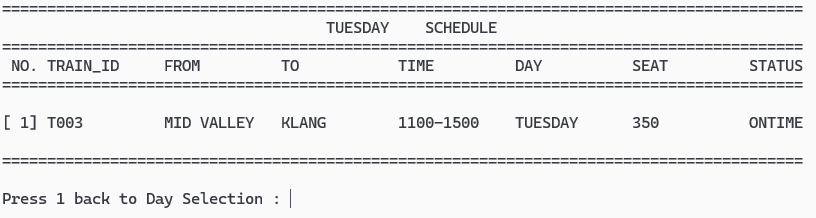 =========================================================================================
TUESDAY    SCHEDULE
=========================================================================================
NO. TRAIN_ID     FROM         TO           TIME         DAY          SEAT         STATUS
=========================================================================================
[ 1] T003         MID VALLEY   KLANG        1100-1500    TUESDAY      350          ONTIME
=========================================================================================
Press 1 back to Day Selection :